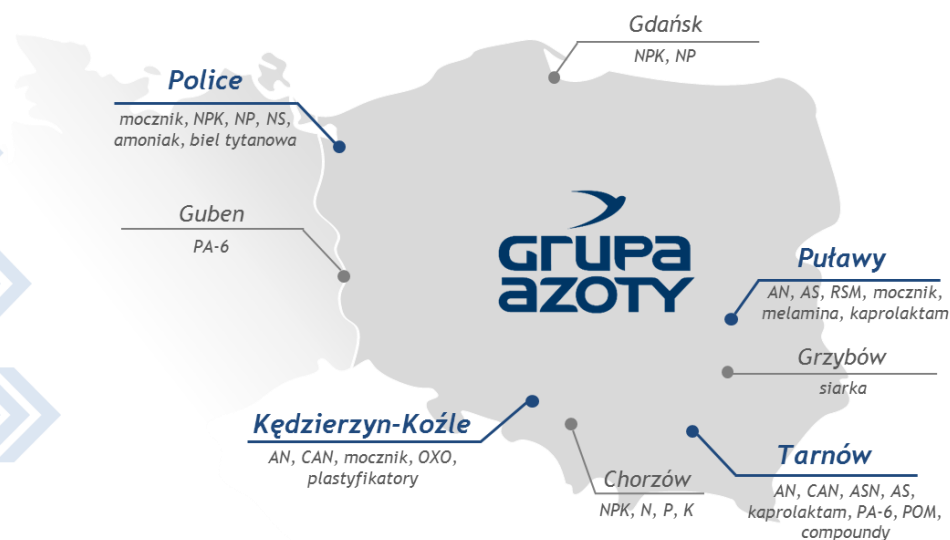 Gdańsk
NPK, NP
Police
mocznik, NPK, NP, NS,
amoniak, biel tytanowa
Guben
PA-6
GRUPA
AZOTY
Puławy
AN, AS, RSM, mocznik,
melamina, kaprolaktam
Grzybów
siarka
Kędzierzyn-Koźle
AN, CAN, mocznik, OXO,
plastyfikatory
Chorzów
NPK, N, P, K
Tarnów
AN, CAN, ASN, AS,
kaprolaktam, PA-6, POM,
compoundy